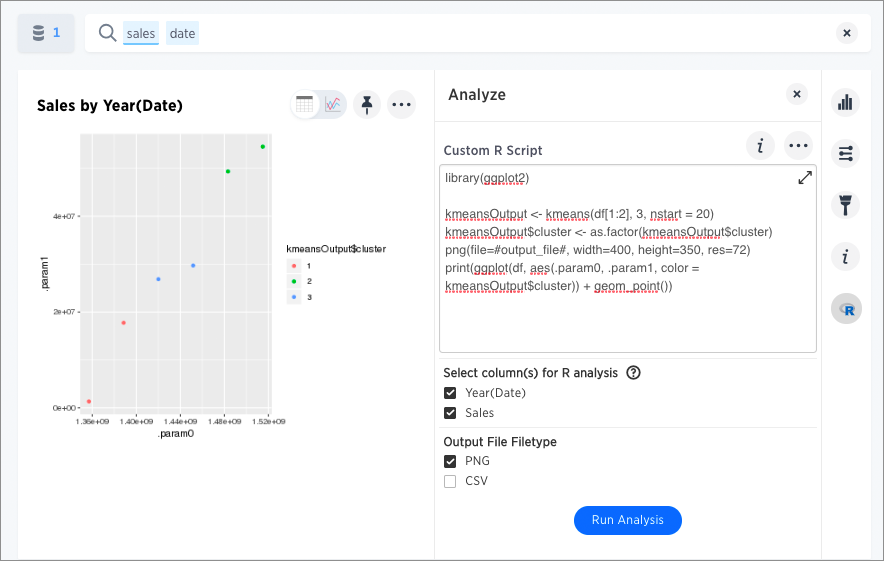 1
sales date
Sales by Year(Date)
.param1
4e+07
2e+07
0e+00
1.36e+09 1.40e+09 1.44e+09 1.48e+09 1.52e+09
.param0
kmeansOutput$cluster
1
2
3
Analyze
Custom R Script
i
library(ggplot2)
kmeansOutput <- kmeans(df[1:2], 3, nstart = 20)
kmeansOutput$cluster <- as.factor(kmeansOutput$cluster)
png(file=#output_file#, width=400, height=350, res=72)
print(ggplot(df, aes(.param0, .param1, color =
kmeansOutput$cluster)) + geom_point())
Select column(s) for R analysis ?
Year(Date)
Sales
Output File Filetype
PNG
CSV
Run Analysis
i
R